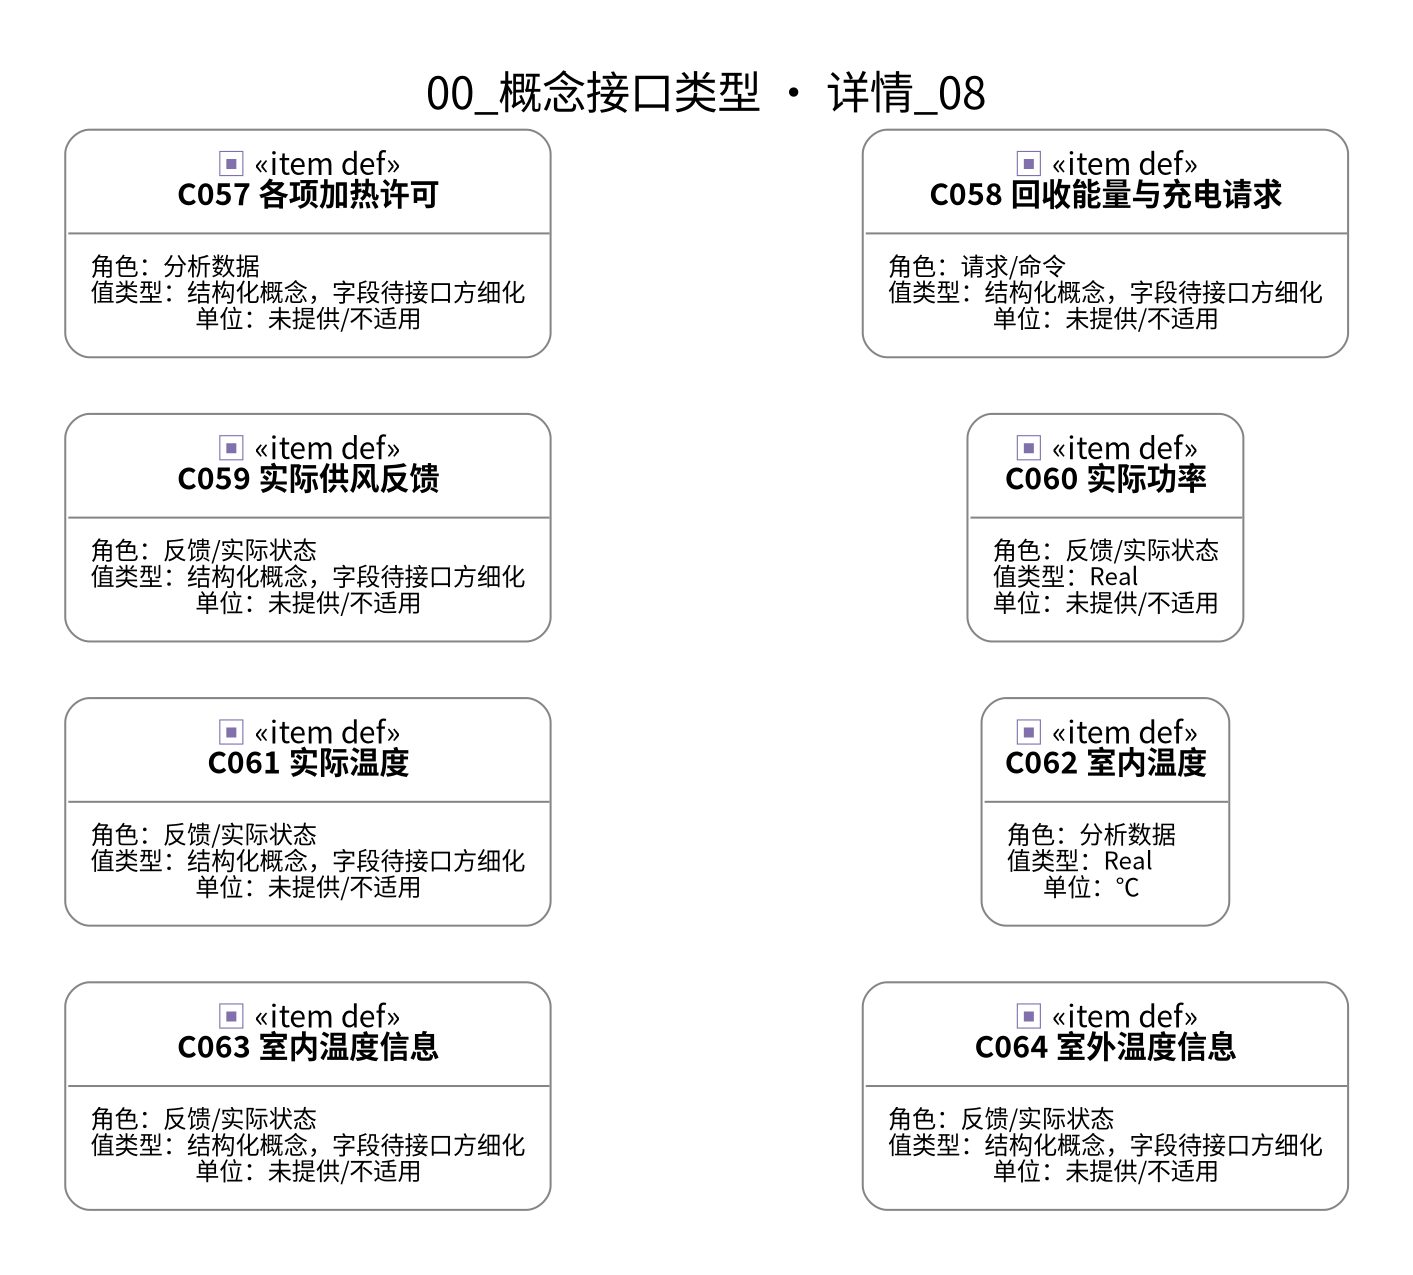 00_概念接口类型 · 详情_08
«item def»
C057 各项加热许可
角色：分析数据
值类型：结构化概念，字段待接口方细化
单位：未提供/不适用
«item def»
C058 回收能量与充电请求
角色：请求/命令
值类型：结构化概念，字段待接口方细化
单位：未提供/不适用
«item def»
C059 实际供风反馈
角色：反馈/实际状态
值类型：结构化概念，字段待接口方细化
单位：未提供/不适用
«item def»
C060 实际功率
角色：反馈/实际状态
值类型：Real
单位：未提供/不适用
«item def»
C061 实际温度
角色：反馈/实际状态
值类型：结构化概念，字段待接口方细化
单位：未提供/不适用
«item def»
C062 室内温度
角色：分析数据
值类型：Real
单位：℃
«item def»
C063 室内温度信息
角色：反馈/实际状态
值类型：结构化概念，字段待接口方细化
单位：未提供/不适用
«item def»
C064 室外温度信息
角色：反馈/实际状态
值类型：结构化概念，字段待接口方细化
单位：未提供/不适用